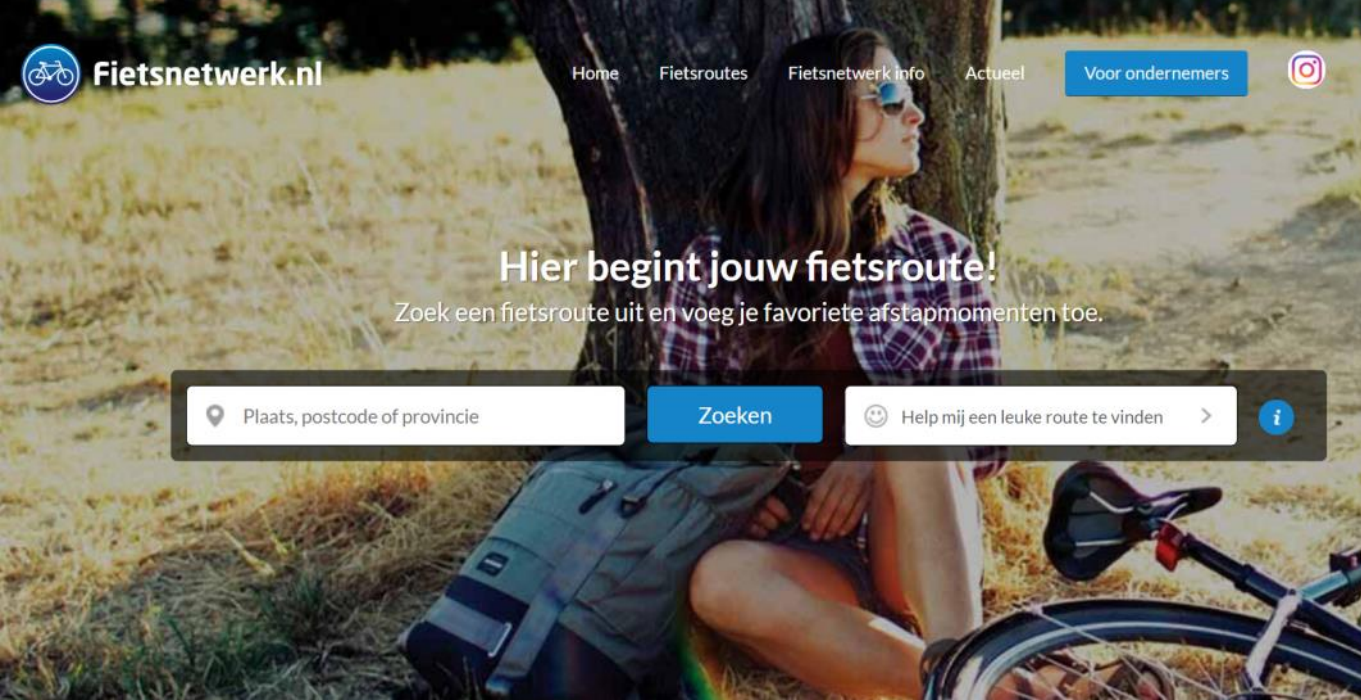 Fietsnetwerk.nl
Home Fietsroutes Fietsnetwerk info Actueel Voor ondernemers
Hier begint jouw fietsroute!
Zoek een fietsroute uit en voeg je favoriete afstapmomenten toe.
Plaats, postcode of provincie Zoeken Help mij een leuke route te vinden i